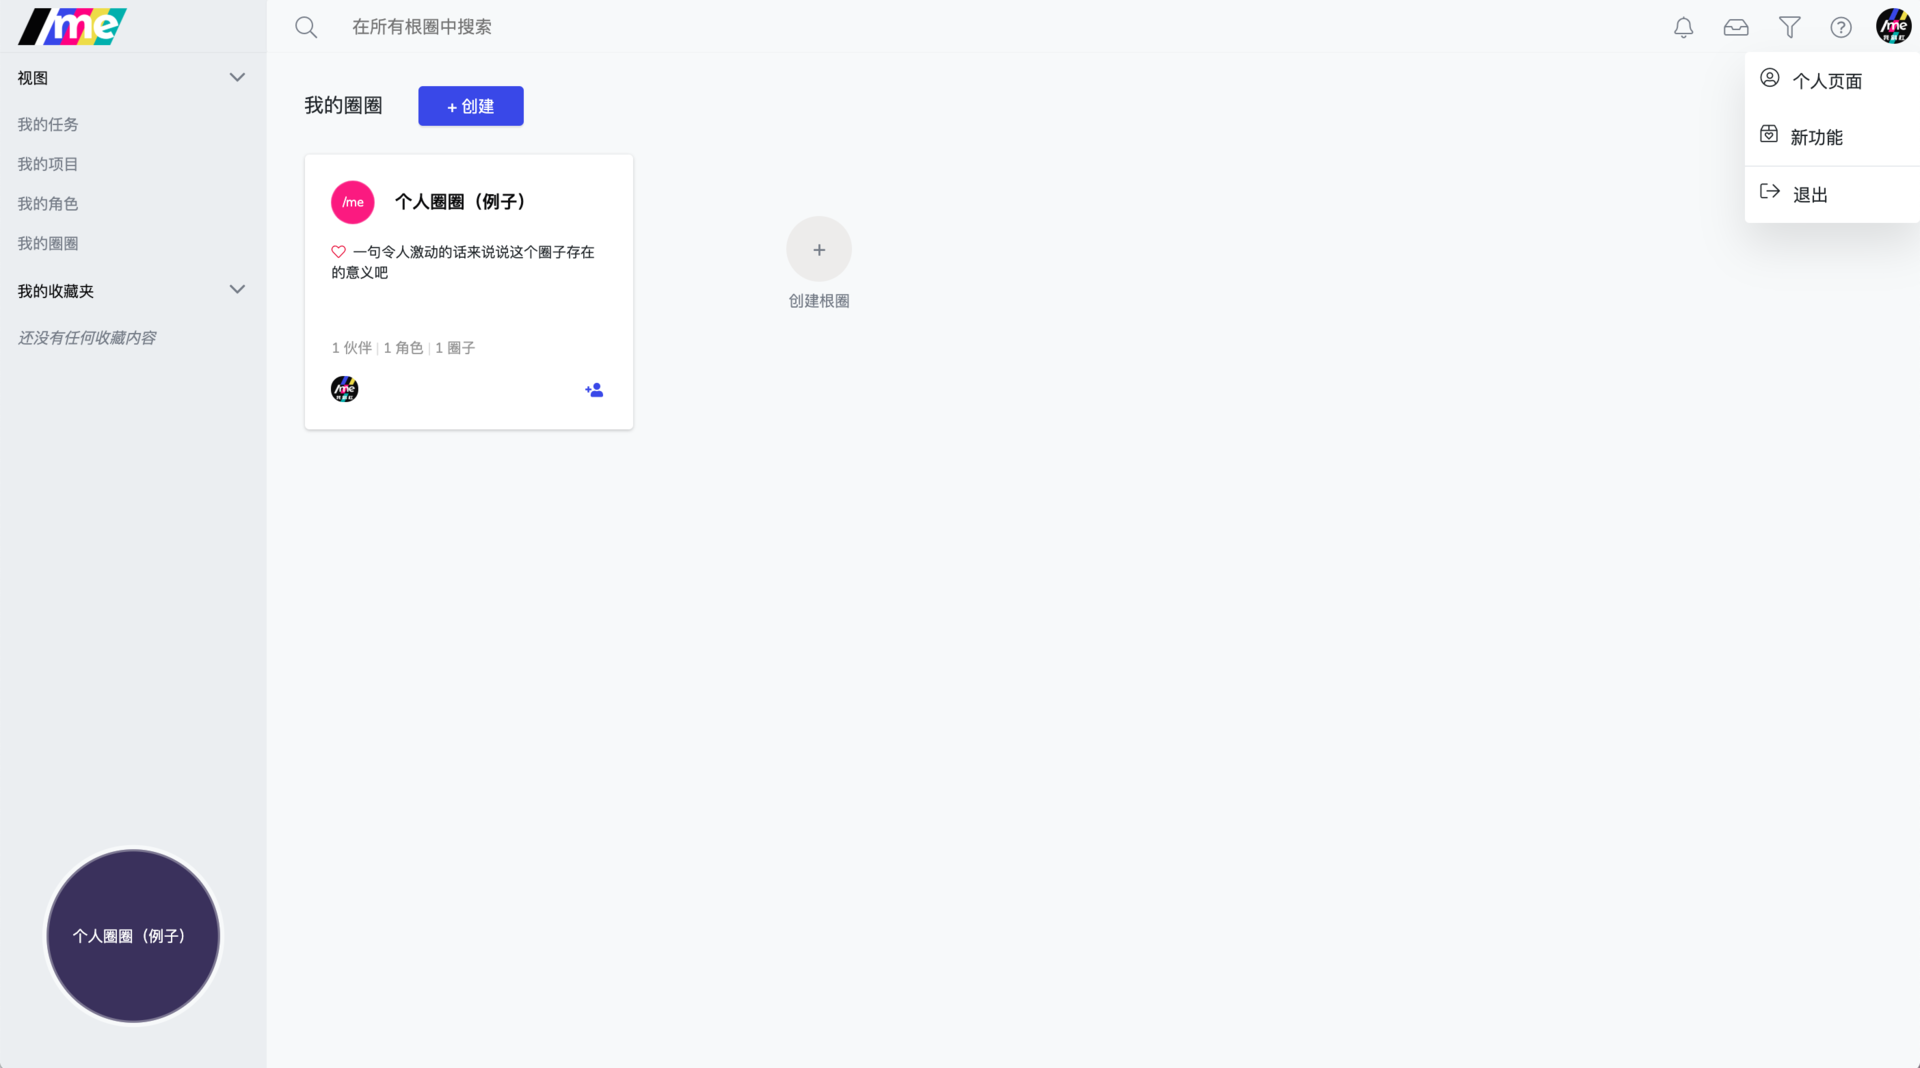 /me
在所有根圈中搜索
视图
我的任务
我的项目
我的角色
我的圈圈
我的收藏夹
还没有任何收藏内容
个人圈圈（例子）
我的圈圈
+ 创建
/me
个人圈圈（例子）
一句令人激动的话来说说这个圈子存在
的意义吧
1 伙伴 | 1 角色 | 1 圈子
/me
+
创建根圈
/me
个人页面
新功能
退出